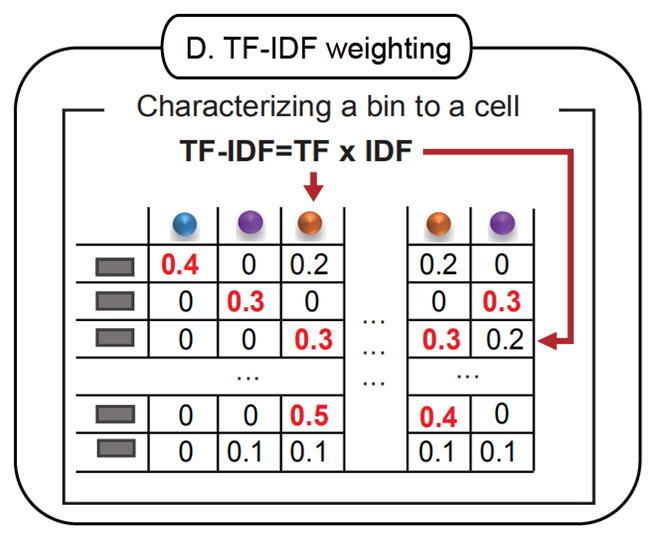 D. TF-IDF weighting
Characterizing a bin to a cell
TF-IDF=TF x IDF
0.4 0 0.2 0.2 0
0 0.3 0 ... 0 0.3
0 0 0.3 ... 0.3 0.2
... ... ...
0 0 0.5 0.4 0
0 0.1 0.1 0.1 0.1